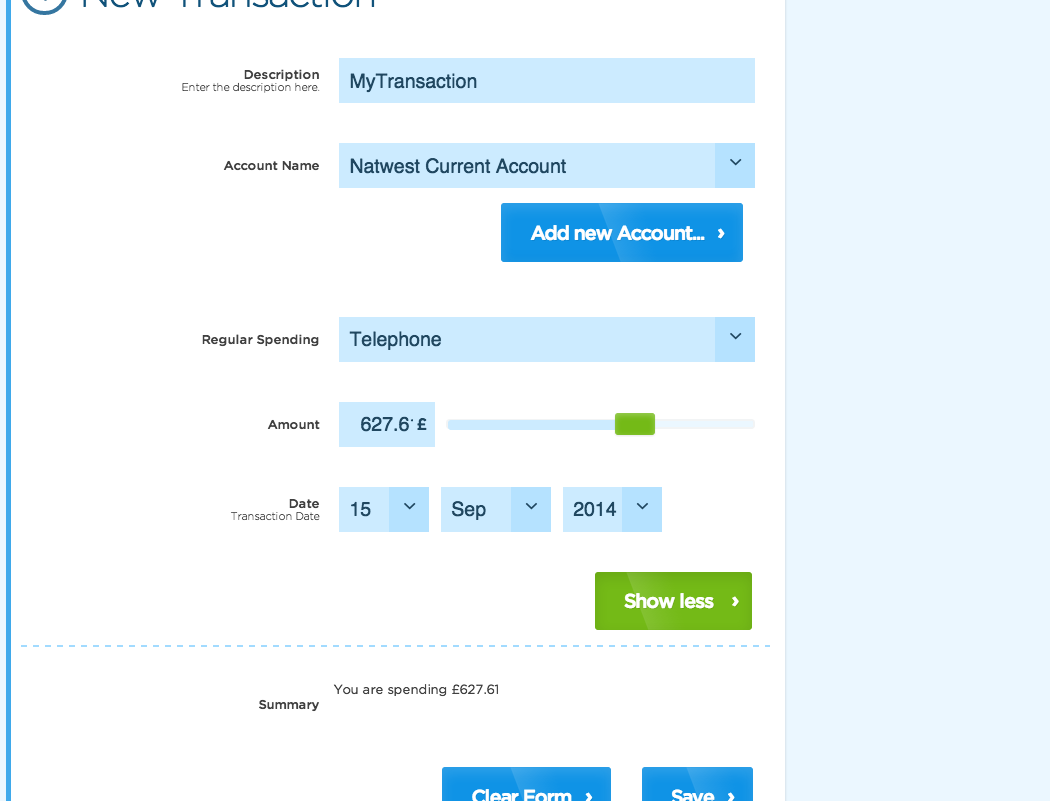 New Transaction
Description
Enter the description here.
MyTransaction
Account Name
Natwest Current Account
Add new Account... ›
Regular Spending
Telephone
Amount
627.6 £
Date
Transaction Date
15
Sep
2014
Show less ›
You are spending £627.61
Summary
Clear Form ›
Save ›